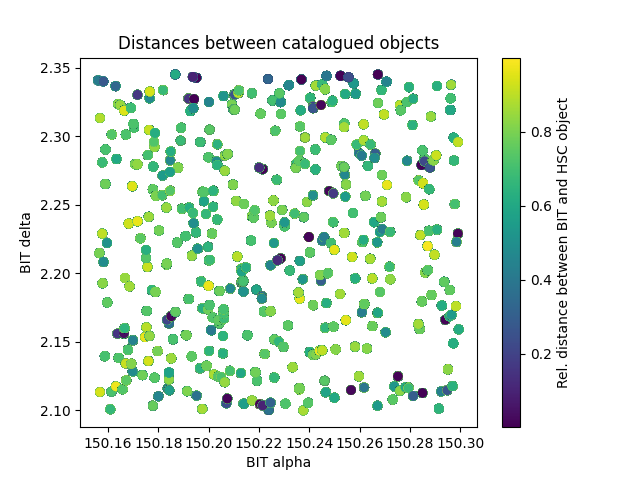 Distances between catalogued objects
2.35
2.30
2.25
2.20
2.15
2.10
BIT delta
150.16 150.18 150.20 150.22 150.24 150.26 150.28 150.30
BIT alpha
0.8
0.6
0.4
0.2
Rel. distance between BIT and HSC object